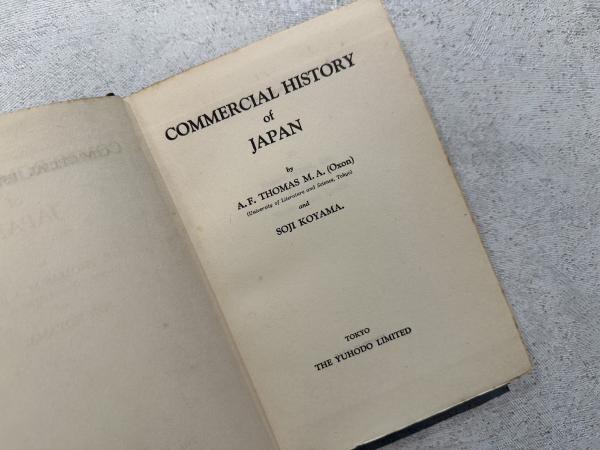 COMMERCIAL HISTORY
of
JAPAN
by
A. F. THOMAS M. A. (Oxon)
(University of Literature and Science, Tokyo)
and
SOJI KOYAMA.
TOKYO
THE YUHODO LIMITED